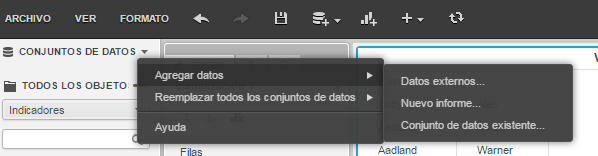 ARCHIVO VER FORMATO
CONJUNTOS DE DATOS
Agregar datos
Datos externos...
TODOS LOS OBJETO
Reemplazar todos los conjuntos de datos
Nuevo informe...
Indicadores
Ayuda
Conjunto de datos existente...
Filas
Aadland Warner